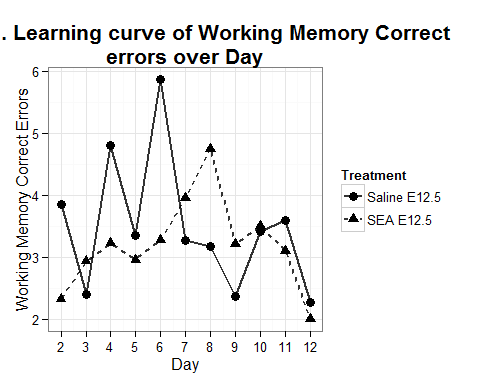 . Learning curve of Working Memory Correct
errors over Day
Working Memory Correct Errors
6
5
4
3
2
2 3 4 5 6 7 8 9 10 11 12
Day
Treatment
Saline E12.5
SEA E12.5